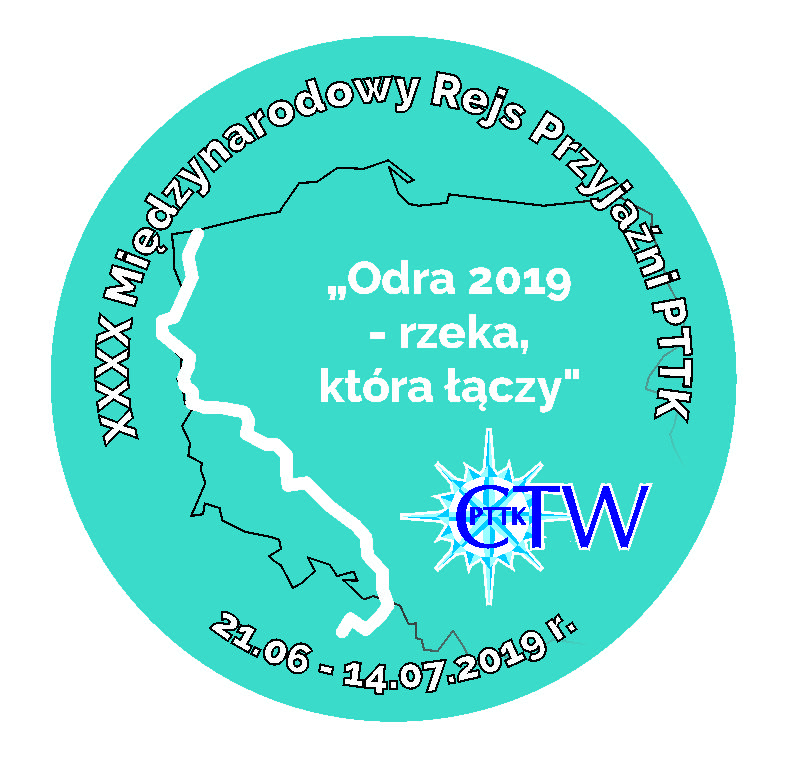 XXXX Międzynarodowy Rejs Przyjaźni PTTK
„Odra 2019
- rzeka,
która łączy"
CTW
PTTK
21.06 - 14.07.2019 r.